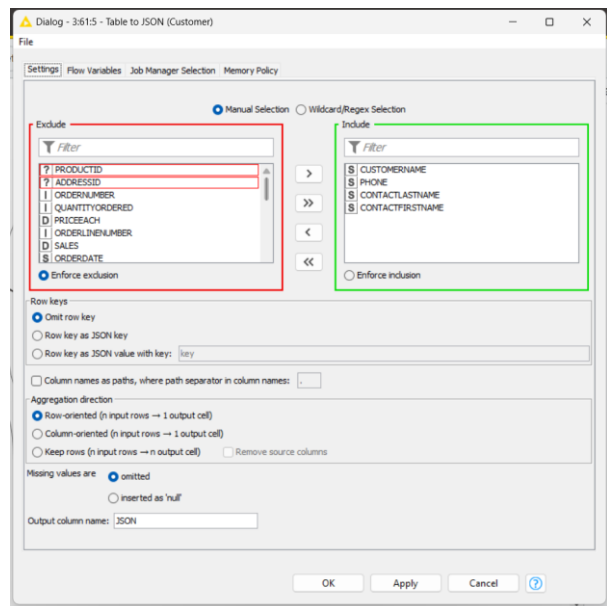 Dialog - 3:61:5 - Table to JSON (Customer)
File
Settings Flow Variables Job Manager Selection Memory Policy
Manual Selection Wildcard/Regex Selection
Exclude
Include
Filter
Filter
? PRODUCTID
? ADDRESSID
I ORDERNUMBER
I QUANTITYORDERED
D PRICEEACH
I ORDERLINENUMBER
D SALES
S ORDERDATE
>
>>
<
<<
S CUSTOMERNAME
S PHONE
S CONTACTLASTNAME
S CONTACTFIRSTNAME
Enforce exclusion
Enforce inclusion
Row keys
Omit row key
Row key as JSON key
Row key as JSON value with key: key
Column names as paths, where path separator in column names: .
Aggregation direction
Row-oriented (n input rows → 1 output cell)
Column-oriented (n input rows → 1 output cell)
Keep rows (n input rows → n output cell) Remove source columns
Missing values are omitted
inserted as 'null'
Output column name: JSON
OK Apply Cancel ?